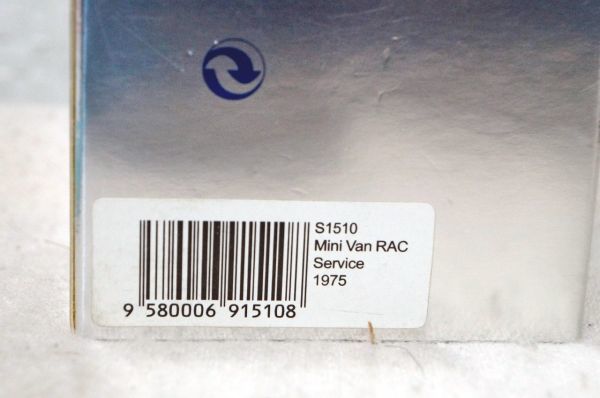 S1510
Mini Van RAC
Service
1975
9 580006 915108